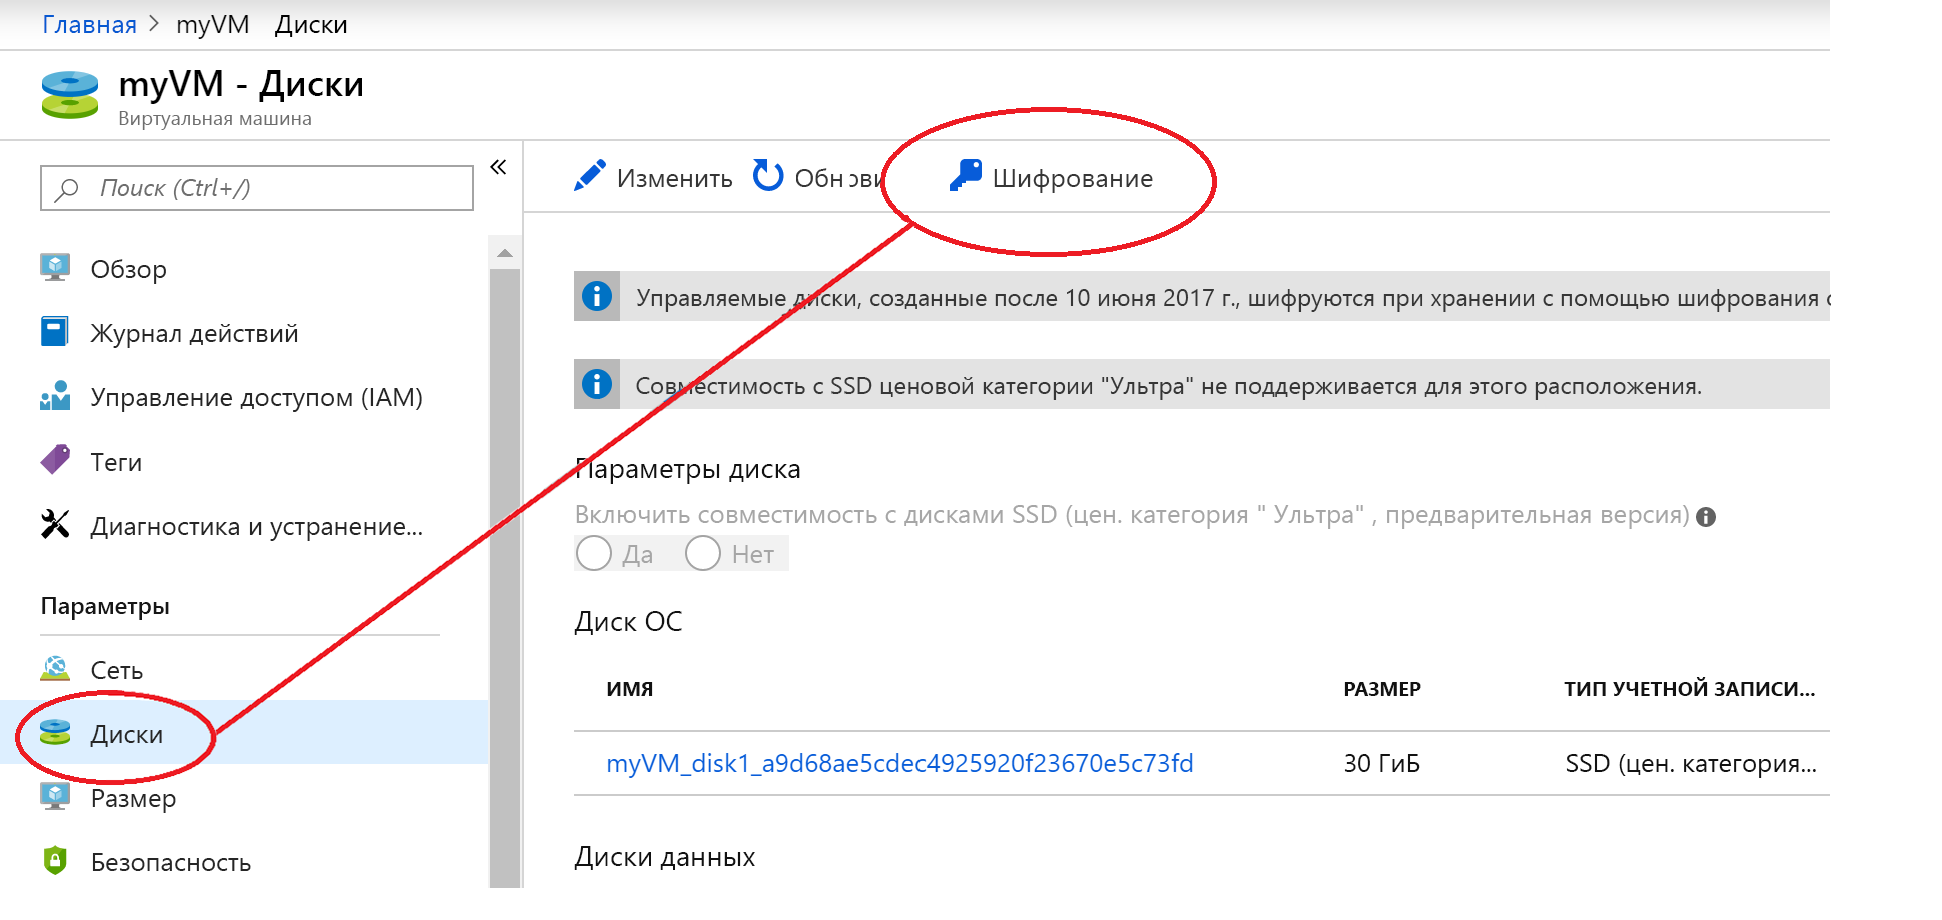 Главная > myVM Диски
myVM - Диски
Виртуальная машина
Поиск (Ctrl+/)
«
Изменить
Шифрование
Обзор
Журнал действий
Управление доступом (IAM)
Теги
Диагностика и устранение...
Параметры
Сеть
Диски
Размер
Безопасность
Управляемые диски, созданные после 10 июня 2017 г., шифруются при хранении с помощью шифрования
Совместимость с SSD ценовой категории "Ультра" не поддерживается для этого расположения.
Параметры диска
Включить совместимость с дисками SSD (цен. категория " Ультра" , предварительная версия)
Да Нет
Диск ОС
ИМЯ РАЗМЕР ТИП УЧЕТНОЙ ЗАПИСИ...
myVM_disk1_a9d68ae5cdec4925920f23670e5c73fd 30 ГиБ SSD (цен. категория...
Диски данных